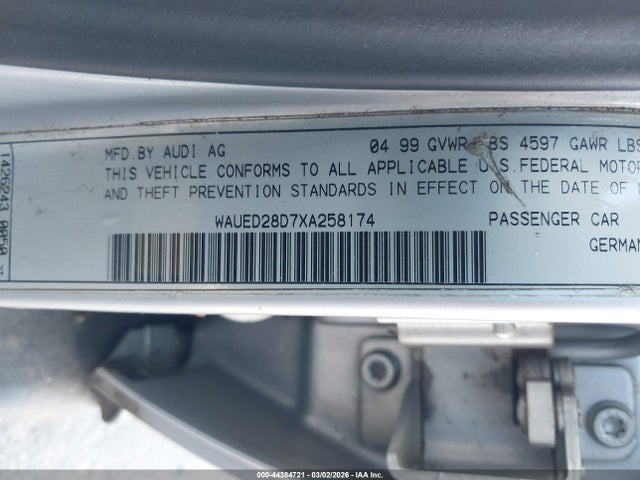 MFD.BY AUDI AG 04 99 GVWR LBS 4597 GAWR LBS
THIS VEHICLE CONFORMS TO ALL APPLICABLE U.S.FEDERAL MOTOR
AND THEFT PREVENTION STANDARDS IN EFFECT ON THE DATE OF
WAUED28D7XA258174 PASSENGER CAR
GERMAN
000-44384721 | 03/02/2026 | IAA Inc.